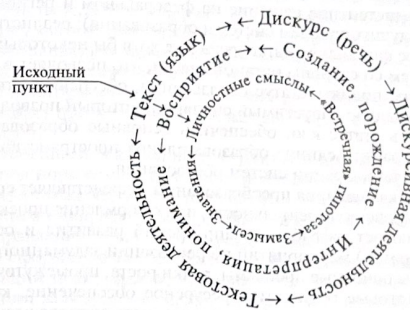 Исходный
пункт
Текст (язык) → ← Дискурс (речь) → Дискурсивная деятельность → ← Текстовая деятельность ←
Восприятие → ← Создание, порождение ← Интерпретация, понимание ←
Личностные смыслы Встречная гипотеза Замысел Значения